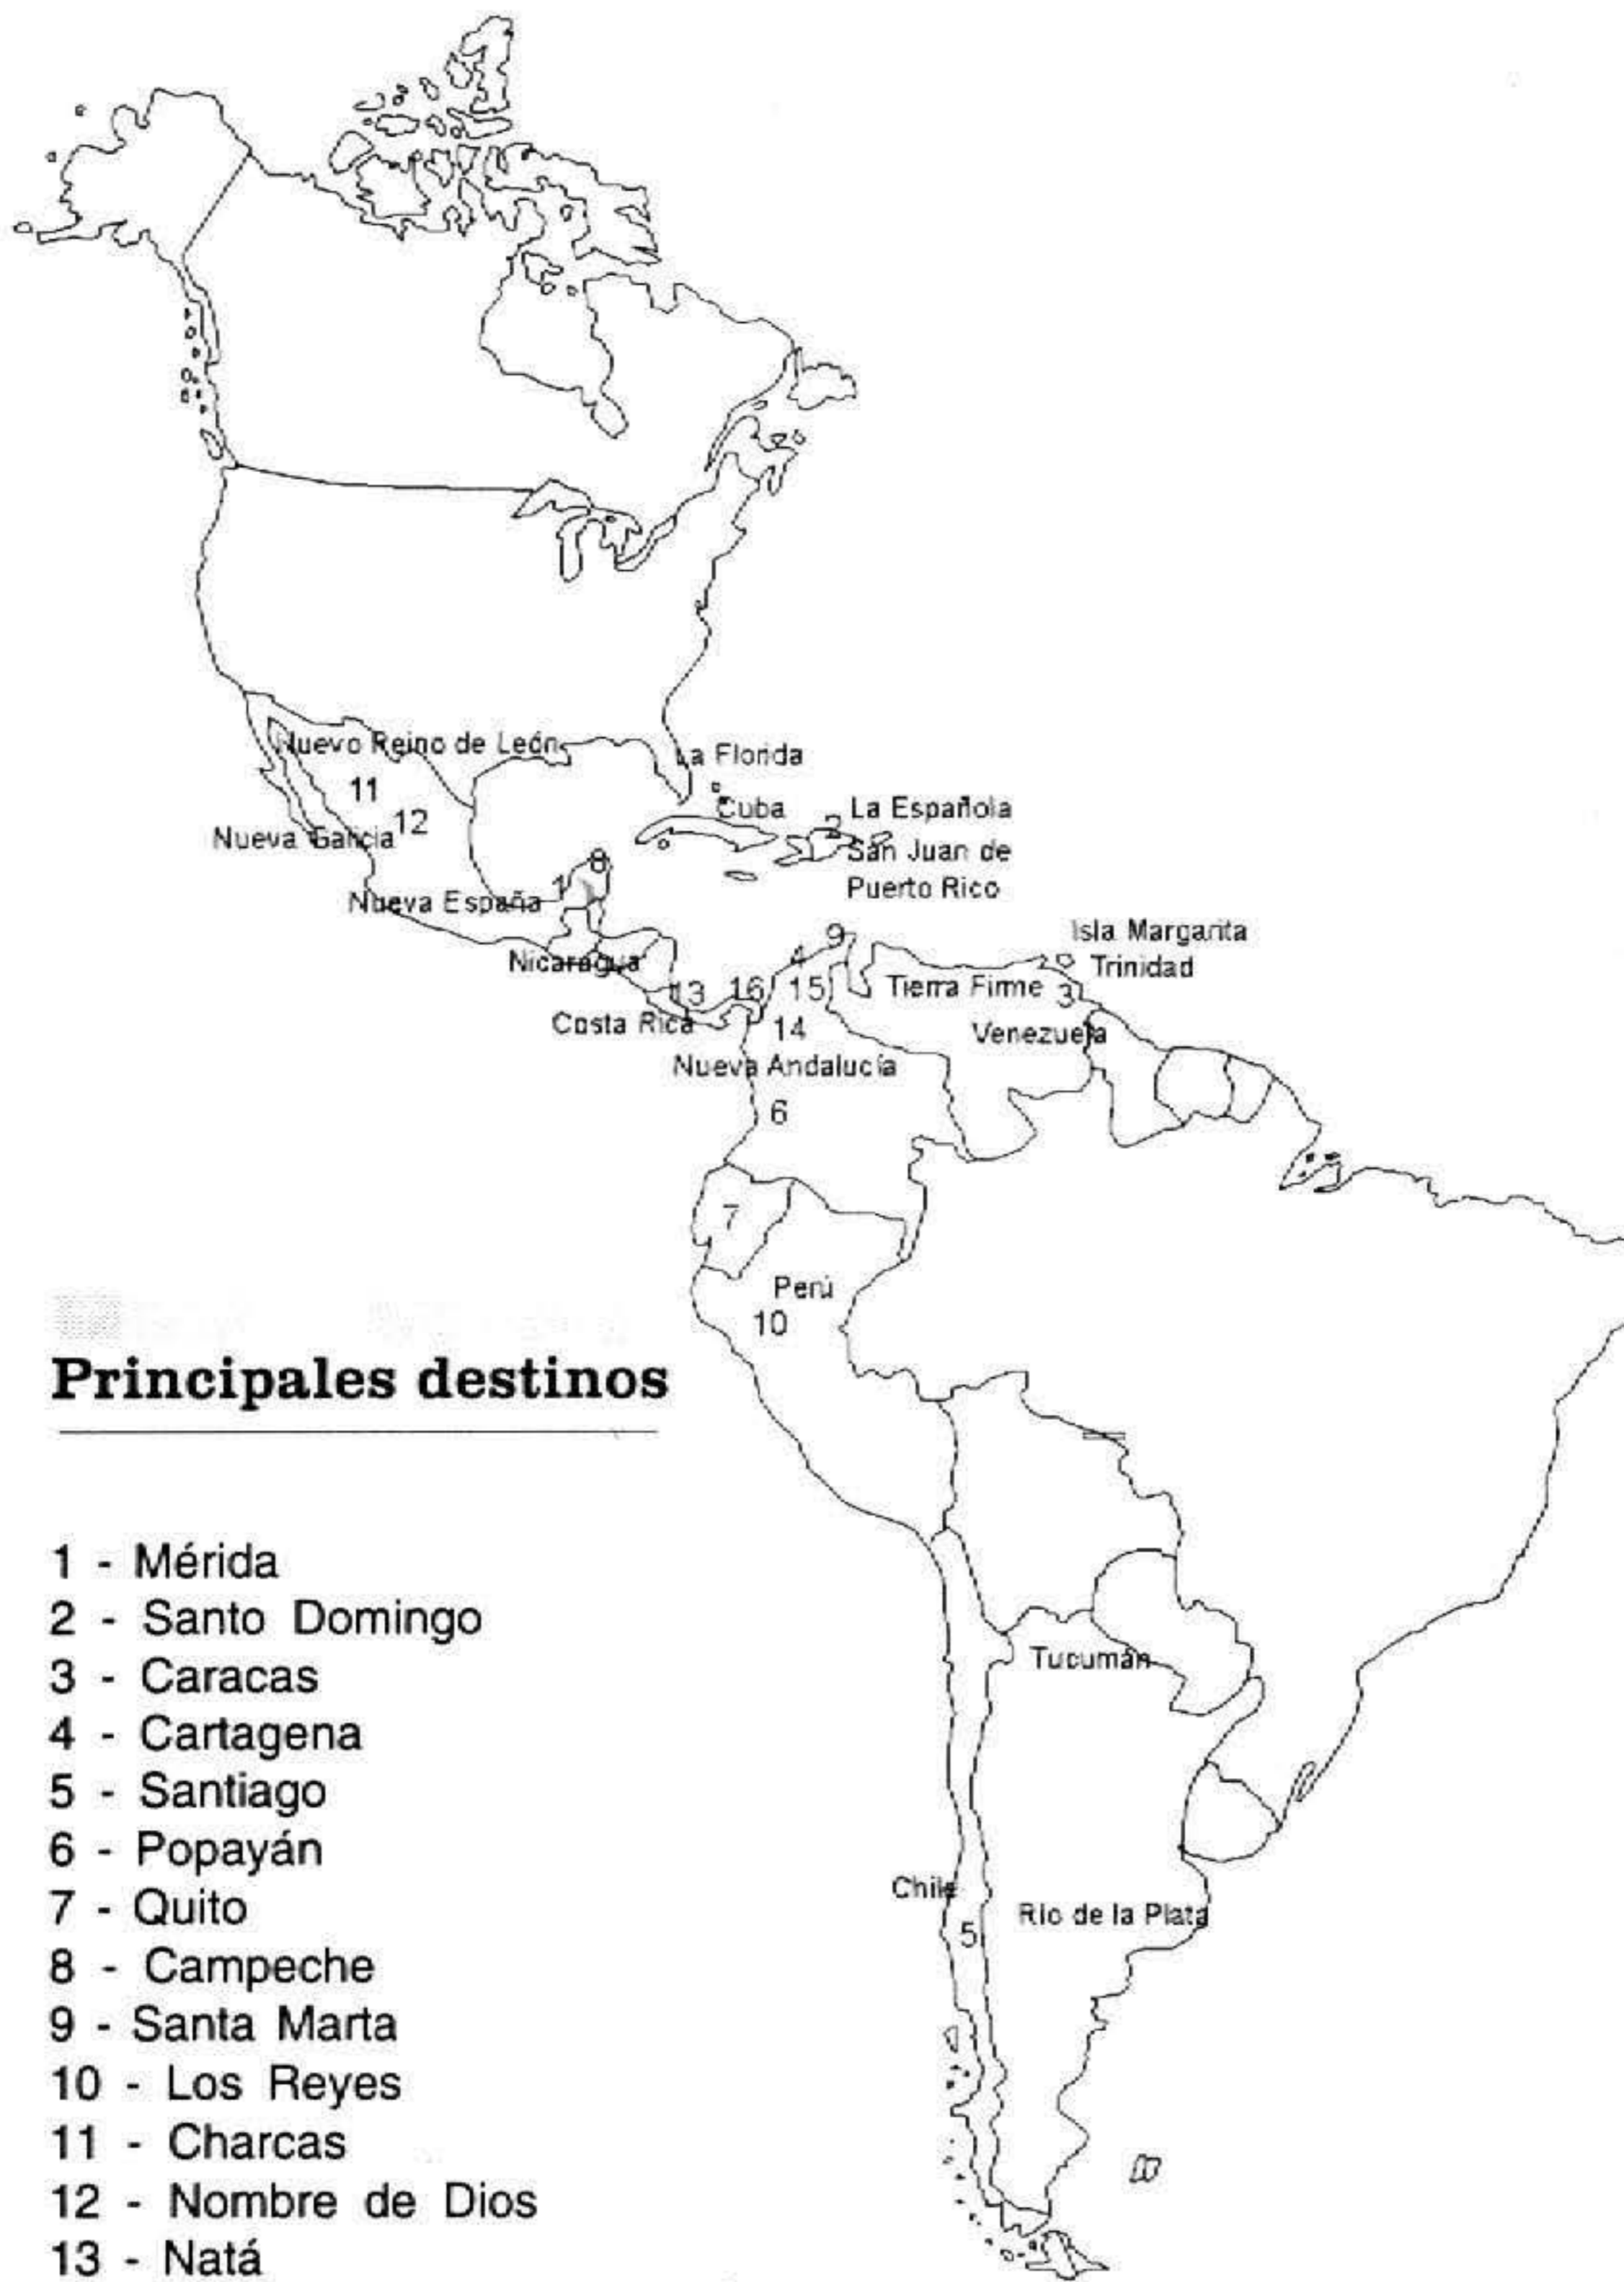 Nuevo Reino de León
La Florida
11
Cuba
La Española
12
2
Nueva Galicia
San Juan de
Puerto Rico
8
1
Nueva España
9
Isla Margarita
4
Nicaragua
Trinidad
13
16
15
Tierra Firme
3
Costa Rica
14
Venezuela
Nueva Andalucía
6
7
Perú
10
Tucumán
Chile
5
Río de la Plata
Principales destinos
1 - Mérida
2 - Santo Domingo
3 - Caracas
4 - Cartagena
5 - Santiago
6 - Popayán
7 - Quito
8 - Campeche
9 - Santa Marta
10 - Los Reyes
11 - Charcas
12 - Nombre de Dios
13 - Natá